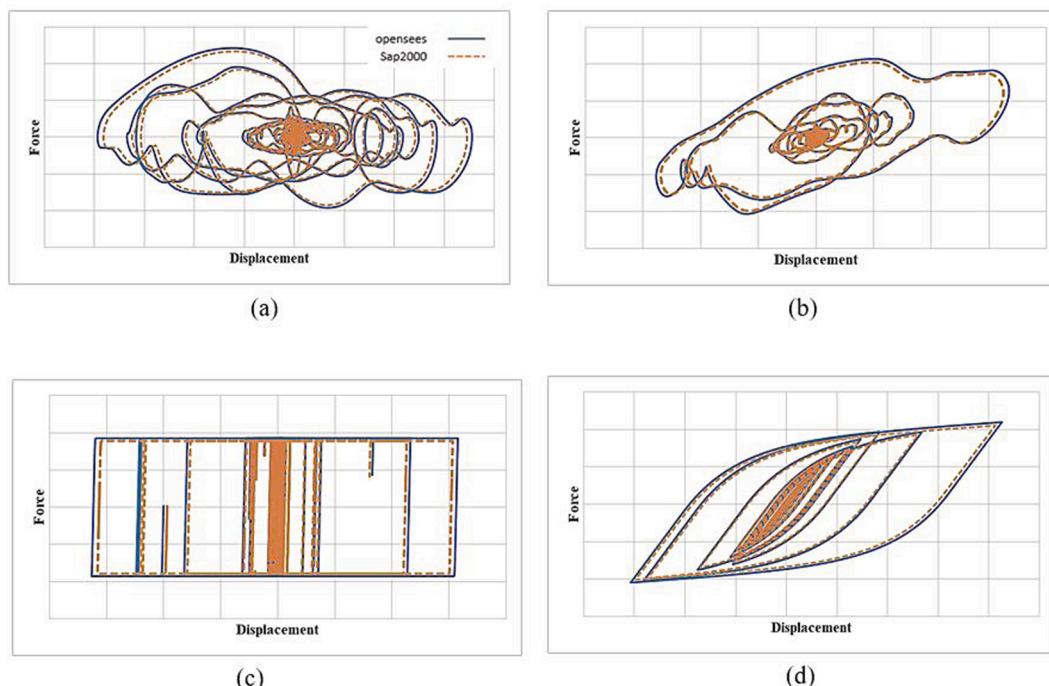 opensees
Sap2000
Force
Displacement
(a)
Force
Displacement
(b)
Force
Displacement
(c)
Force
Displacement
(d)